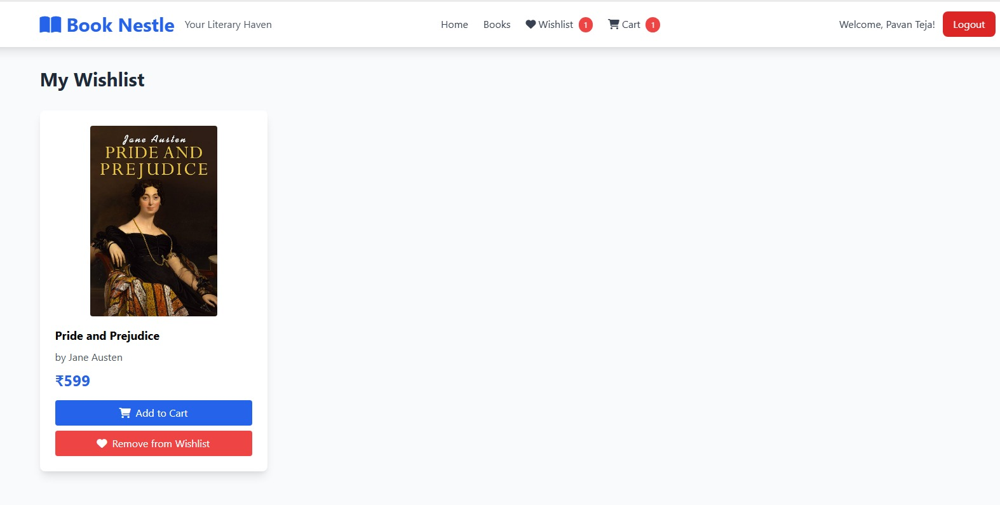 Book Nestle Your Literary Haven Home Books Wishlist 1 Cart 1 Welcome, Pavan Teja! Logout
My Wishlist
Jane Austen
PRIDE AND
PREJUDICE
Pride and Prejudice
by Jane Austen
₹599
Add to Cart
Remove from Wishlist